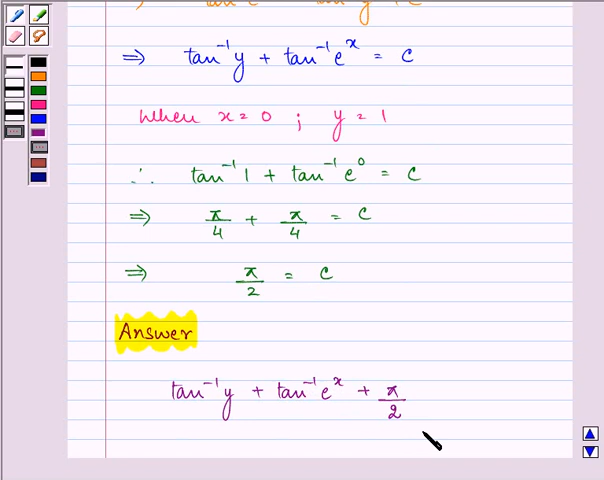 ⇒ tan⁻¹y + tan⁻¹eˣ = c
When x = 0 ; y = 1
∴ tan⁻¹1 + tan⁻¹e⁰ = c
⇒ π/4 + π/4 = c
⇒ π/2 = c
Answer
tan⁻¹y + tan⁻¹eˣ + π/2